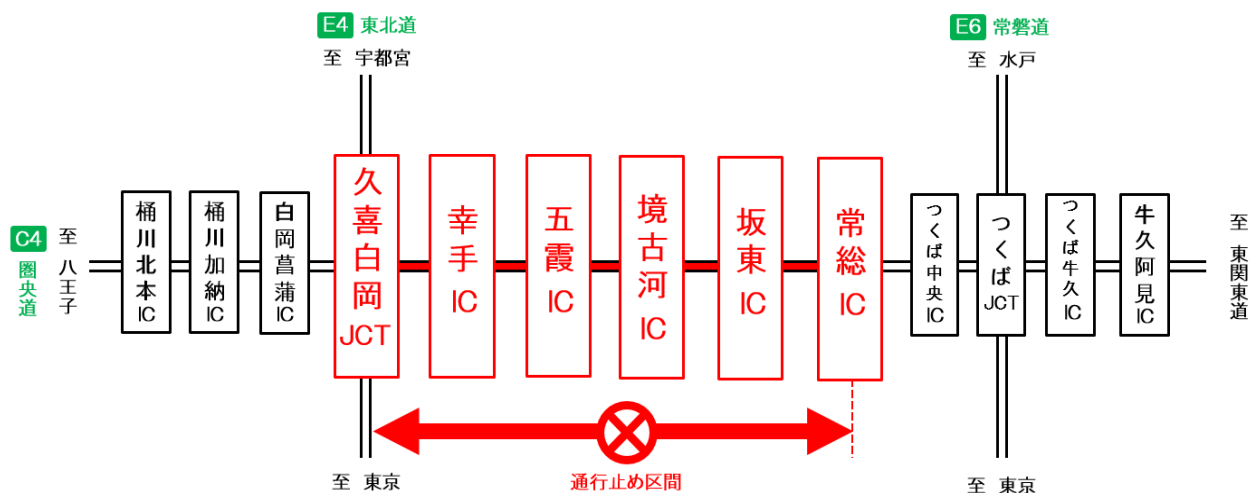 E4 東北道
至 宇都宮
E6 常磐道
至 水戸
C4 圏央道
至 八王子
桶川北本IC
桶川加納IC
白岡菖蒲IC
久喜白岡JCT
幸手IC
五霞IC
境古河IC
坂東IC
常総IC
つくば中央IC
つくばJCT
つくば牛久IC
牛久阿見IC
至 東関東道
至 東京
通行止め区間
至 東京